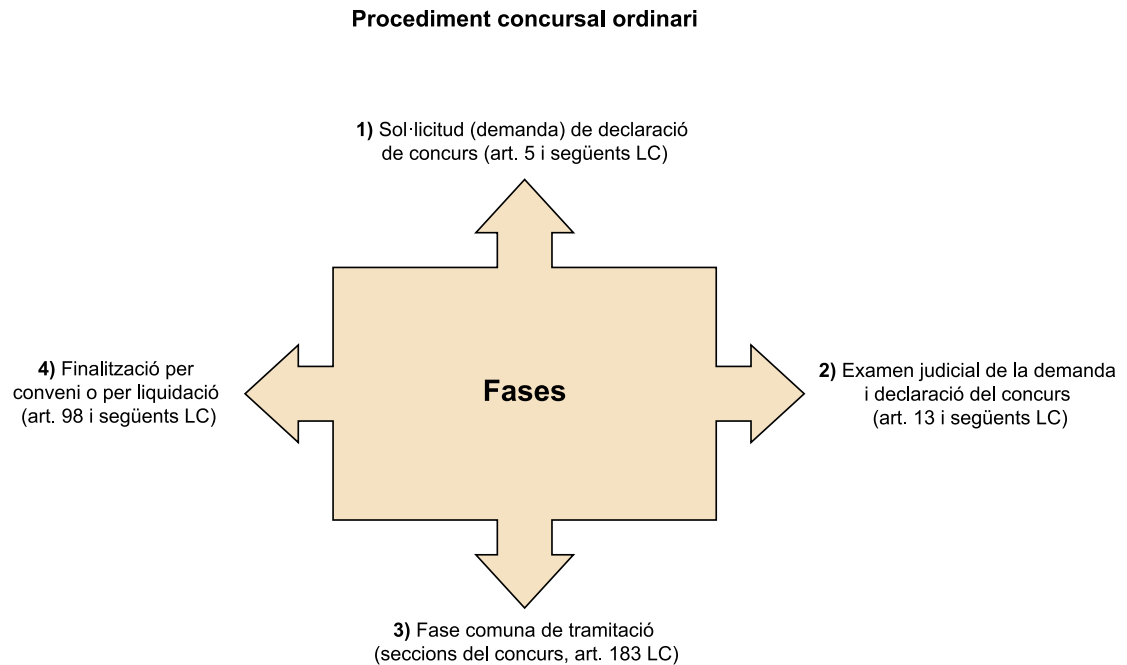 Procediment concursal ordinari
1) Sol·licitud (demanda) de declaració
de concurs (art. 5 i següents LC)
4) Finalització per
conveni o per liquidació
(art. 98 i següents LC)
Fases
2) Examen judicial de la demanda
i declaració del concurs
(art. 13 i següents LC)
3) Fase comuna de tramitació
(seccions del concurs, art. 183 LC)